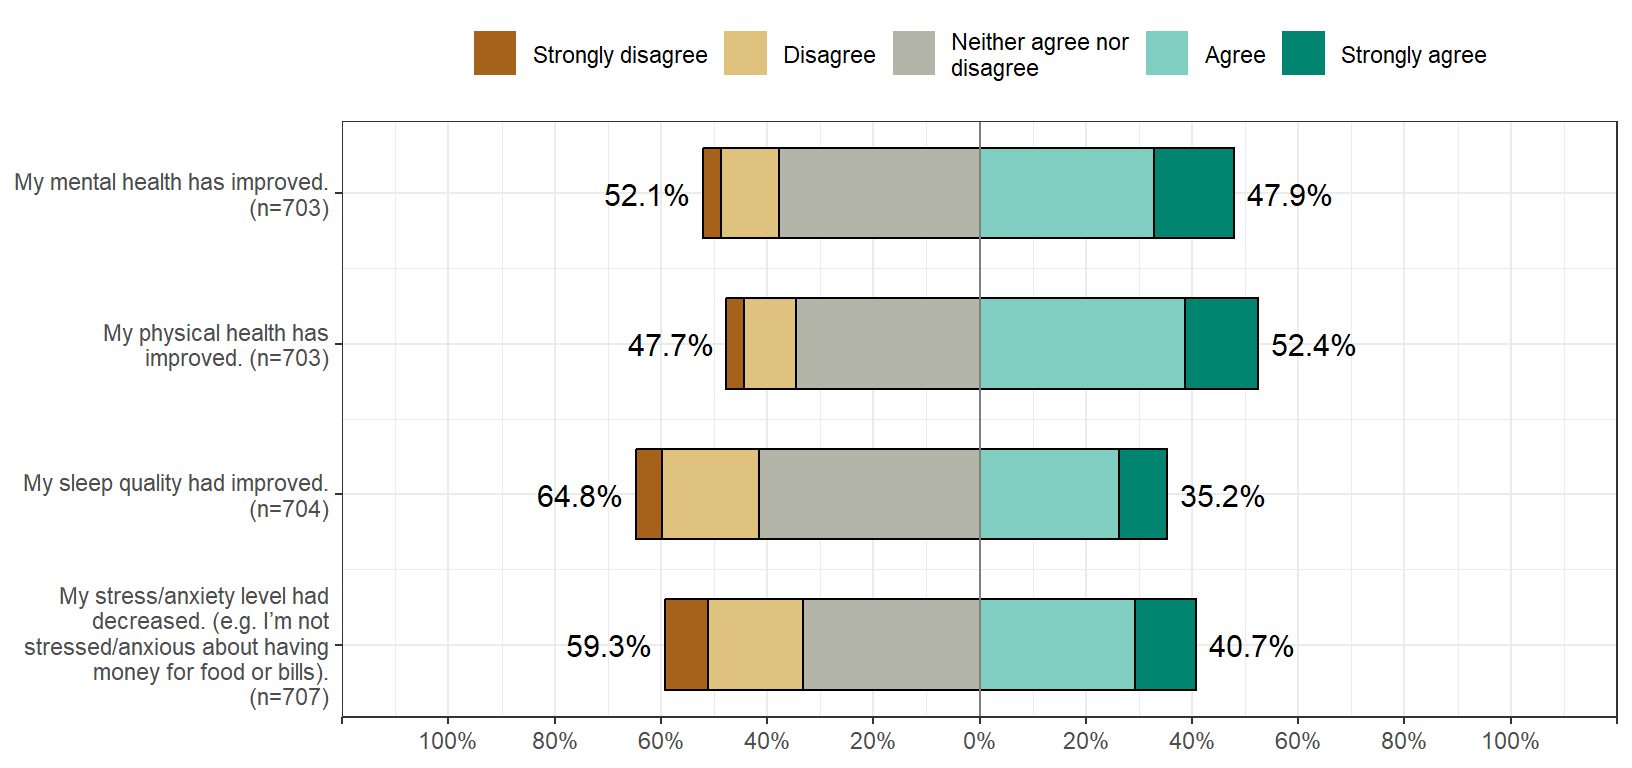 Strongly disagree
Disagree
Neither agree nor
disagree
Agree
Strongly agree
My mental health has improved.
(n=703)
52.1%
47.9%
My physical health has
improved. (n=703)
47.7%
52.4%
My sleep quality had improved.
(n=704)
64.8%
35.2%
My stress/anxiety level had
decreased. (e.g. I’m not
stressed/anxious about having
money for food or bills).
(n=707)
59.3%
40.7%
100% 80% 60% 40% 20% 0% 20% 40% 60% 80% 100%